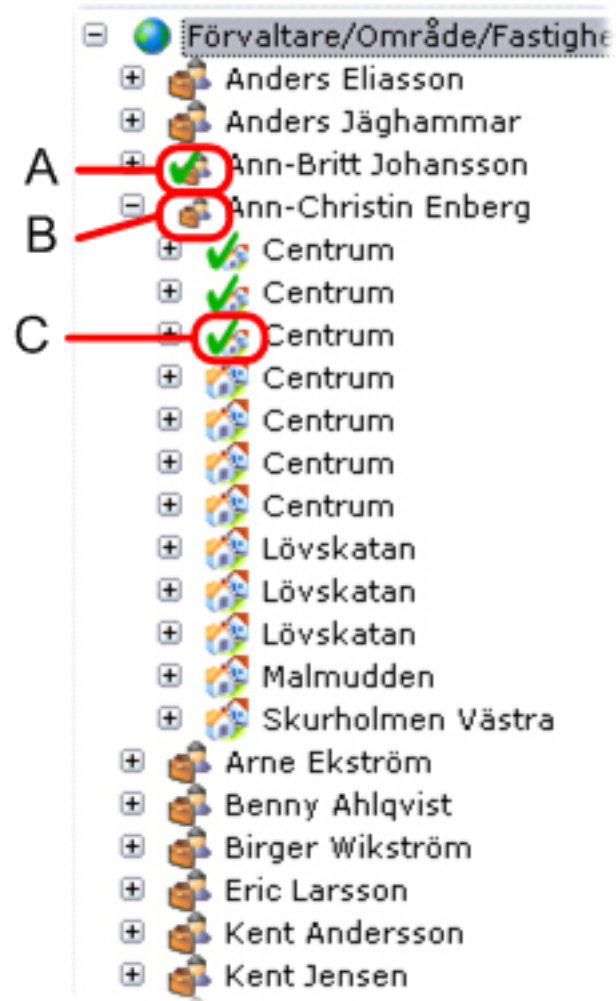 Förvaltare/Område/Fastighe
Anders Eliasson
Anders Jäghammar
A Ann-Britt Johansson
B Ann-Christin Enberg
Centrum
Centrum
C Centrum
Centrum
Centrum
Centrum
Centrum
Lövskatan
Lövskatan
Lövskatan
Malmudden
Skurholmen Västra
Arne Ekström
Benny Ahlqvist
Birger Wikström
Eric Larsson
Kent Andersson
Kent Jensen